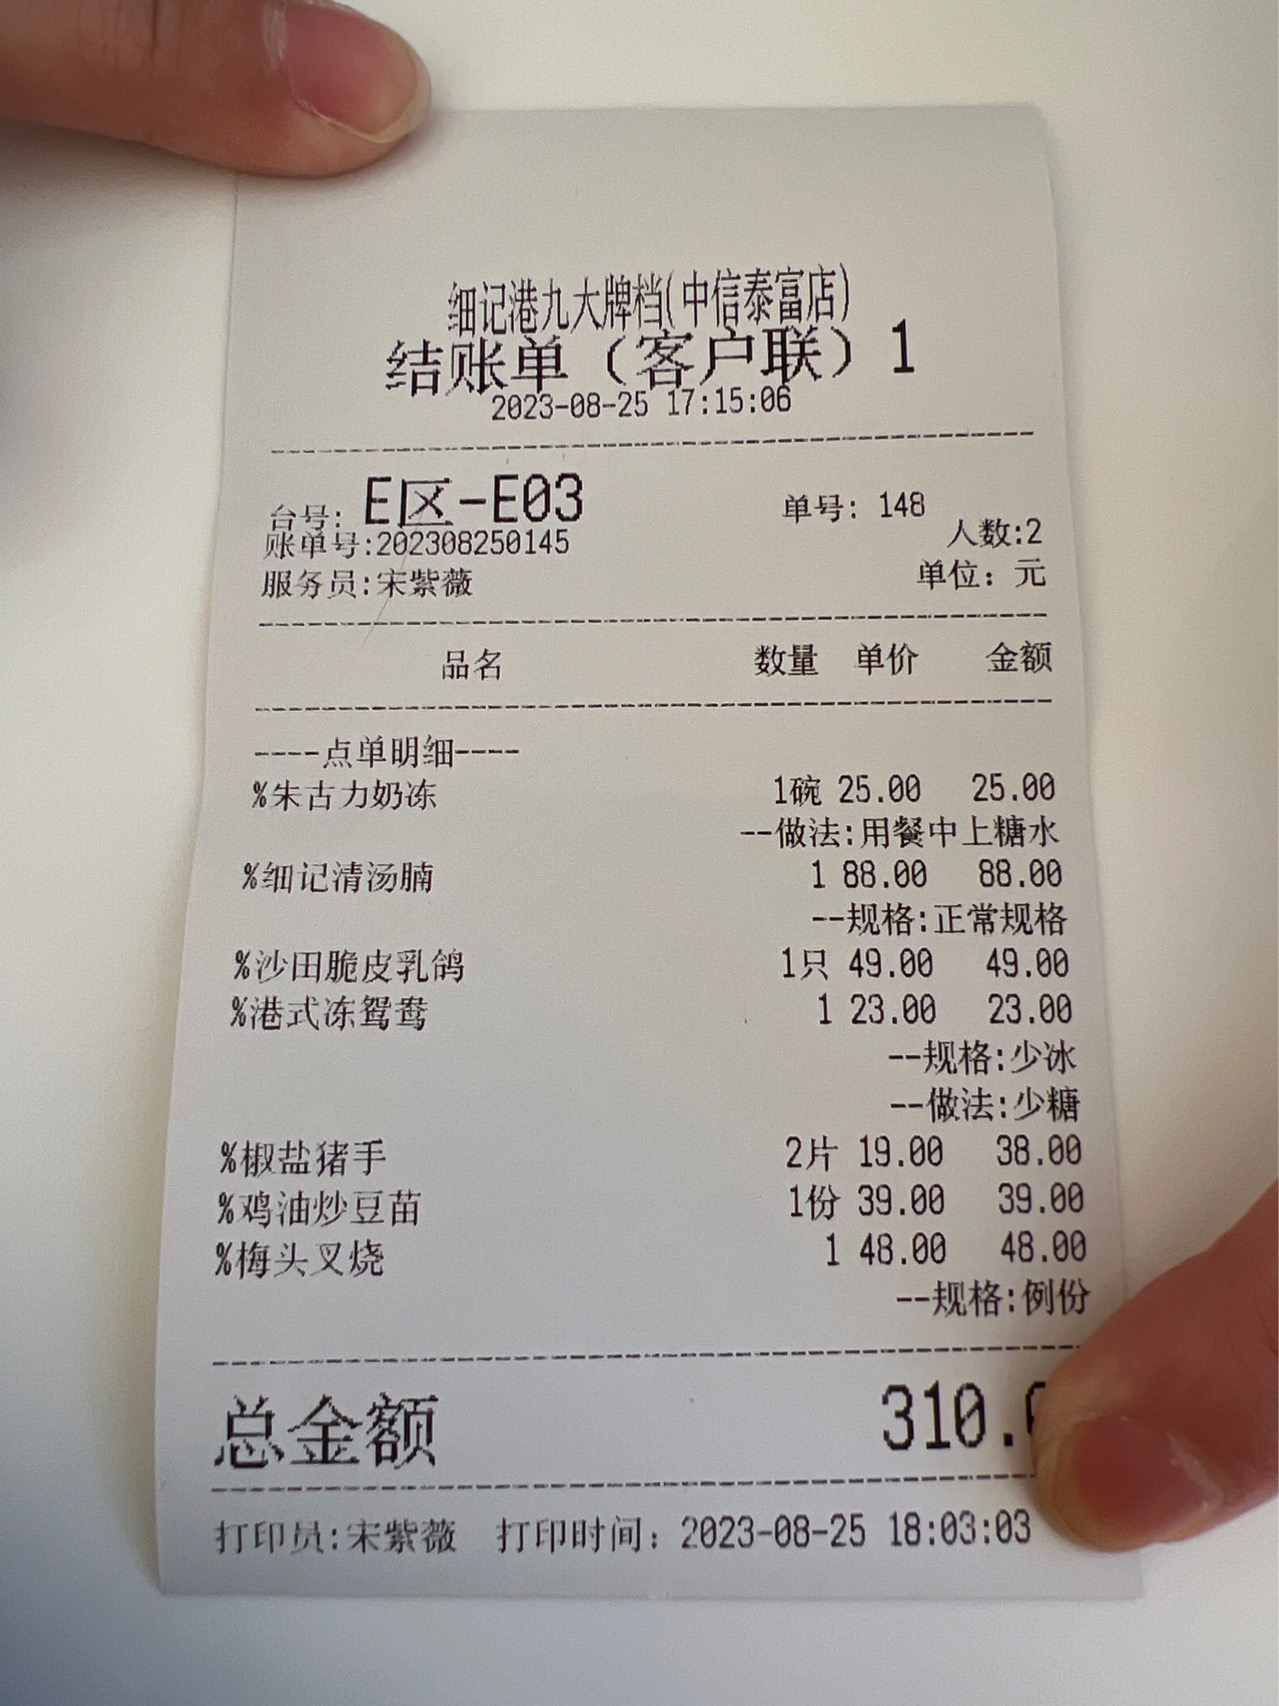 细记港九大牌档(中信泰富店)
结账单（客户联）1
2023-08-25 17:15:06
台号: E区-E03 单号: 148
账单号:202308250145 人数:2
服务员:宋紫薇 单位: 元
品名 数量 单价 金额
----点单明细----
%朱古力奶冻 1碗 25.00 25.00
--做法:用餐中上糖水
%细记清汤腩 1 88.00 88.00
--规格:正常规格
%沙田脆皮乳鸽 1只 49.00 49.00
%港式冻鸳鸯 1 23.00 23.00
--规格:少冰
--做法:少糖
%椒盐猪手 2片 19.00 38.00
%鸡油炒豆苗 1份 39.00 39.00
%梅头叉烧 1 48.00 48.00
--规格:例份
总金额 310.
打印员:宋紫薇 打印时间: 2023-08-25 18:03:03